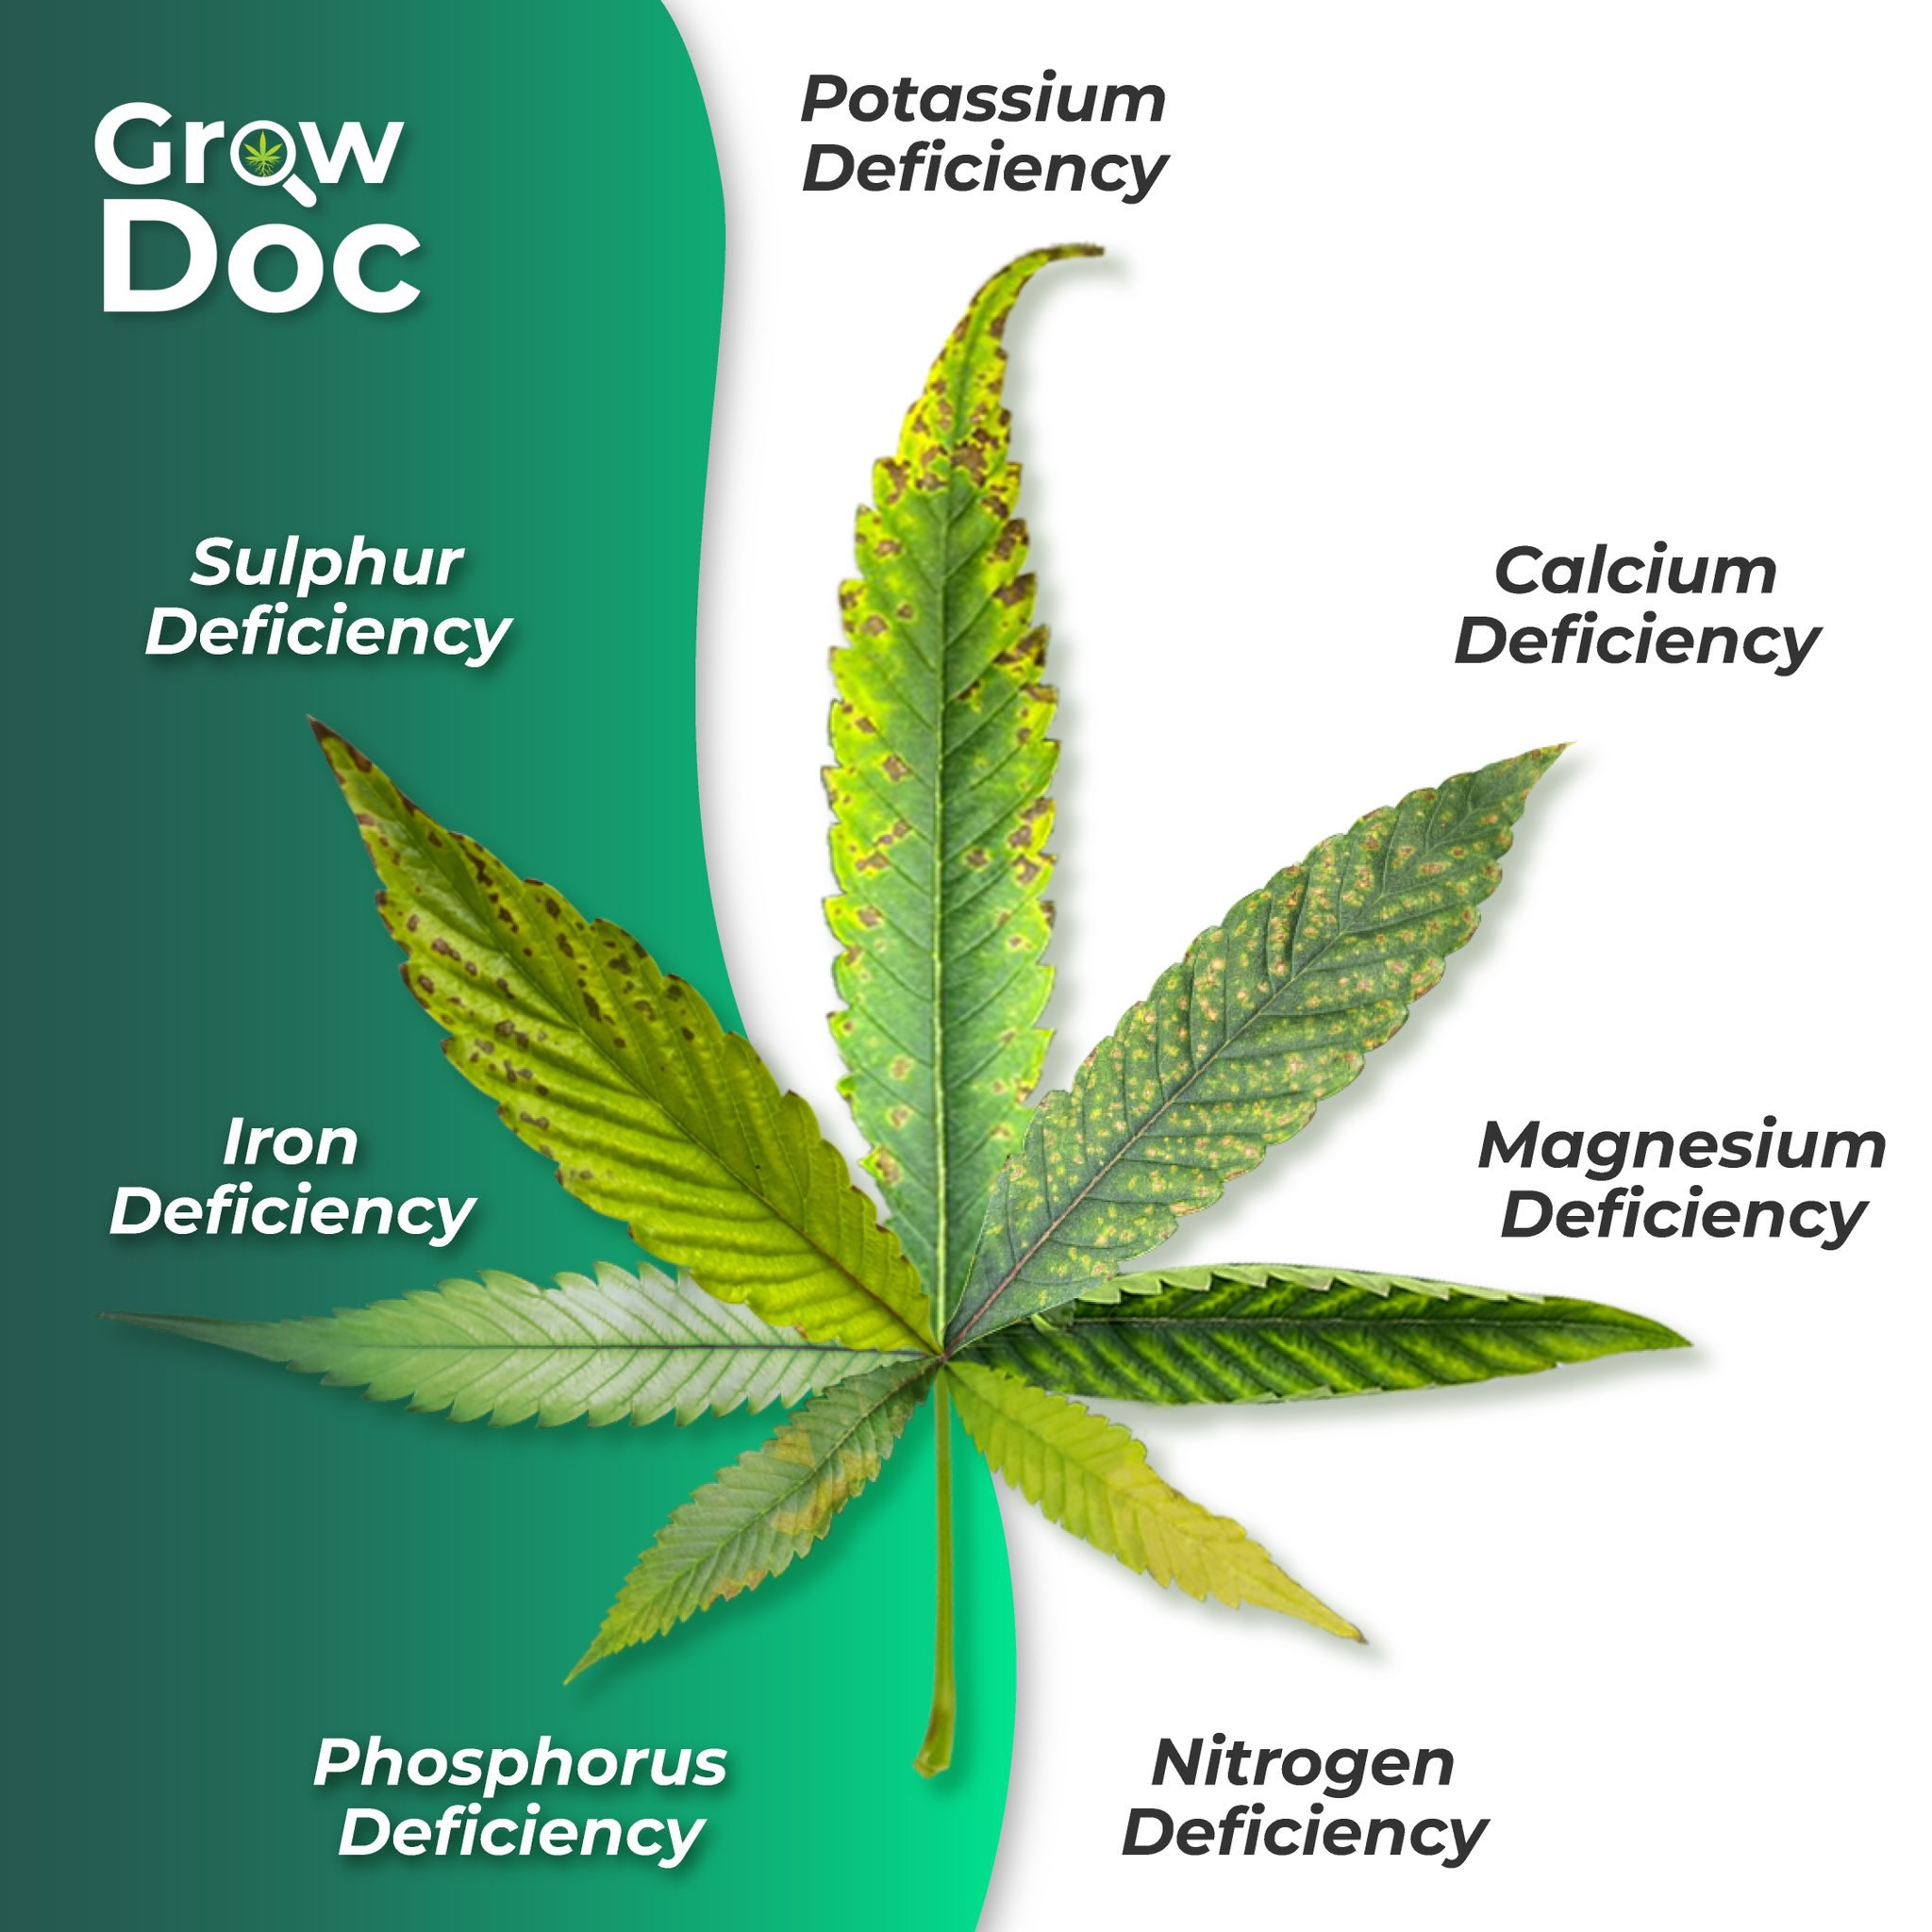 Grow
Doc
Potassium
Deficiency
Sulphur
Deficiency
Calcium
Deficiency
Iron
Deficiency
Magnesium
Deficiency
Phosphorus
Deficiency
Nitrogen
Deficiency